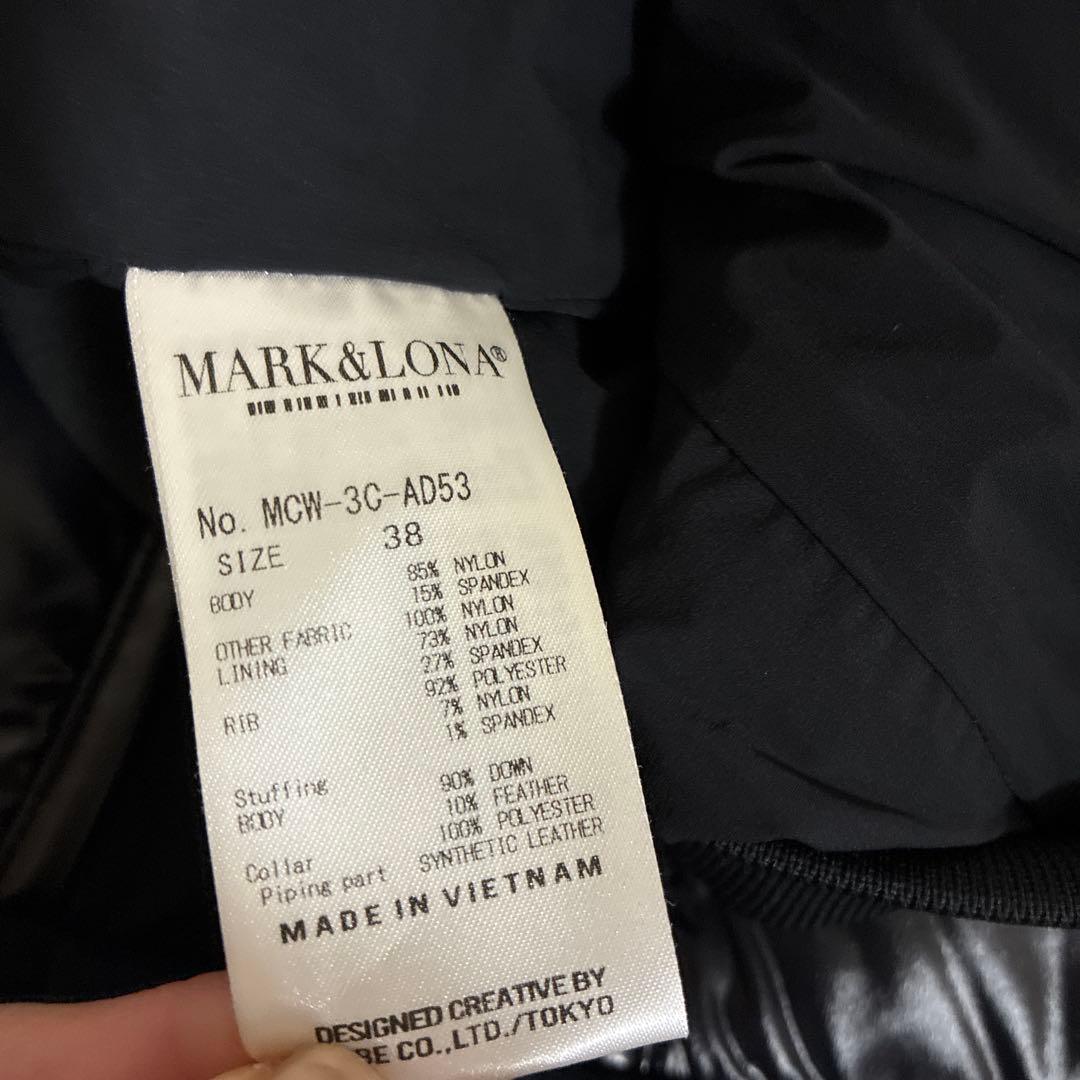 MARK&LONA®
No. MCW-3C-AD53
SIZE 38
BODY 85% NYLON
15% SPANDEX
OTHER FABRIC 100% NYLON
LINING 73% NYLON
27% SPANDEX
RIB 92% POLYESTER
7% NYLON
1% SPANDEX
Stuffing
BODY 90% DOWN
10% FEATHER
Collar 100% POLYESTER
Piping part SYNTHETIC LEATHER
MADE IN VIETNAM
DESIGNED CREATIVE BY
CO.,LTD./TOKYO